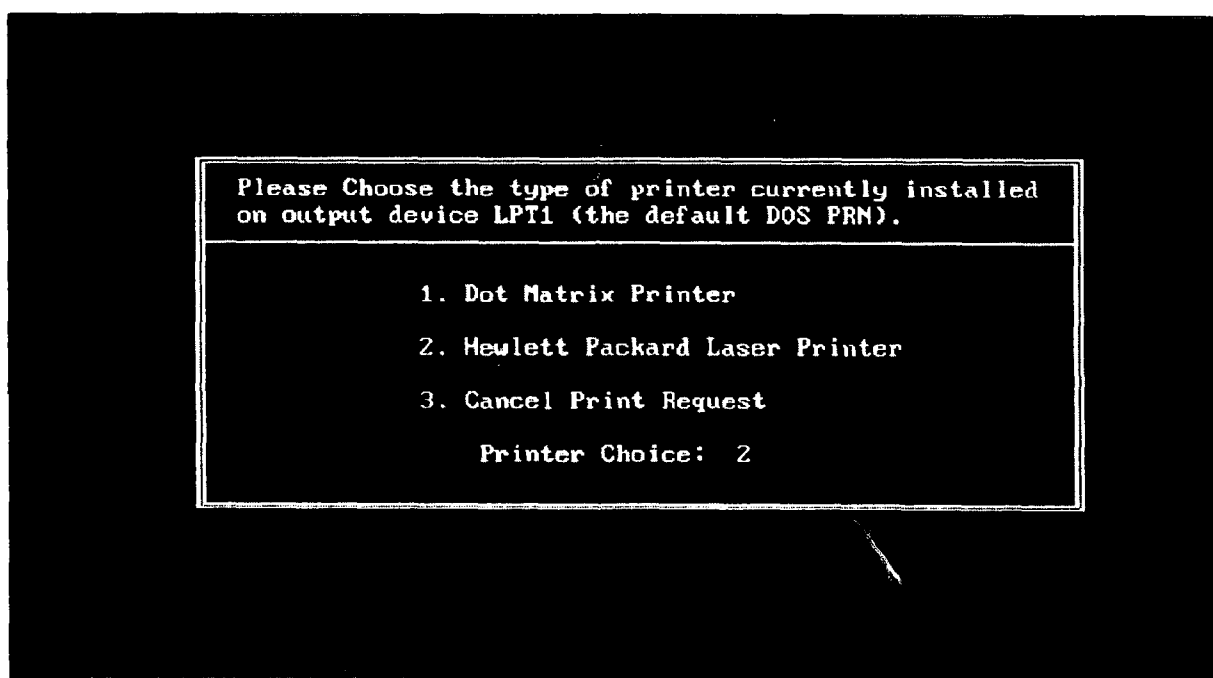 Please Choose the type of printer currently installed
on output device LPT1 (the default DOS PRN).
1. Dot Matrix Printer
2. Hewlett Packard Laser Printer
3. Cancel Print Request
Printer Choice: 2